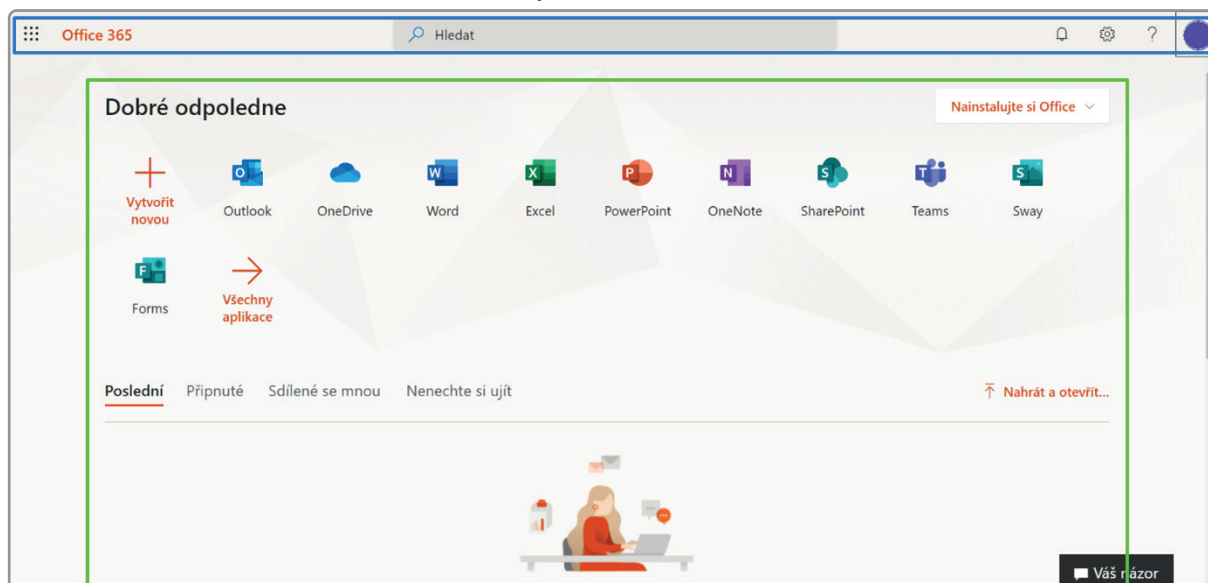 Office 365
Hledat
?
Dobré odpoledne
Nainstalujte si Office
Vytvořit
novou
Outlook
OneDrive
Word
Excel
PowerPoint
OneNote
SharePoint
Teams
Sway
Forms
Všechny
aplikace
Poslední Připnuté Sdílené se mnou Nenechte si ujít
Nahrát a otevřít...
Váš názor